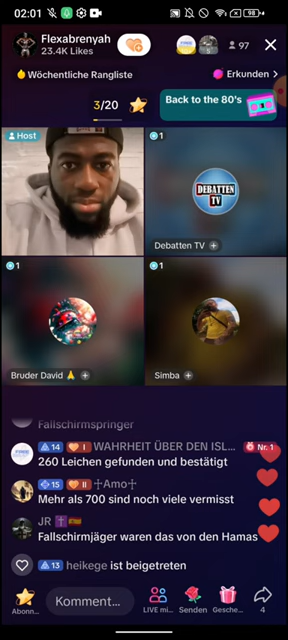 02:01
98
Flexabrenyah
23.4K Likes
97
Wöchentliche Rangliste
Erkunden >
3/20
Back to the 80's
Host
1
DEBATTEN
TV
Debatten TV +
1
1
Bruder David 🙏 +
Simba +
Fallschirmspringer
14 I WAHRHEIT ÜBER DEN ISL... Nr. 1
260 Leichen gefunden und bestätigt
15 II ✝Amo✝
Mehr als 700 sind noch viele vermisst
JR ✝️🇪🇸
Fallschirmjäger waren das von den Hamas
13 heikege ist beigetreten
Kommentˑ..
Abonn... LIVE mi... Senden Gesche... 4